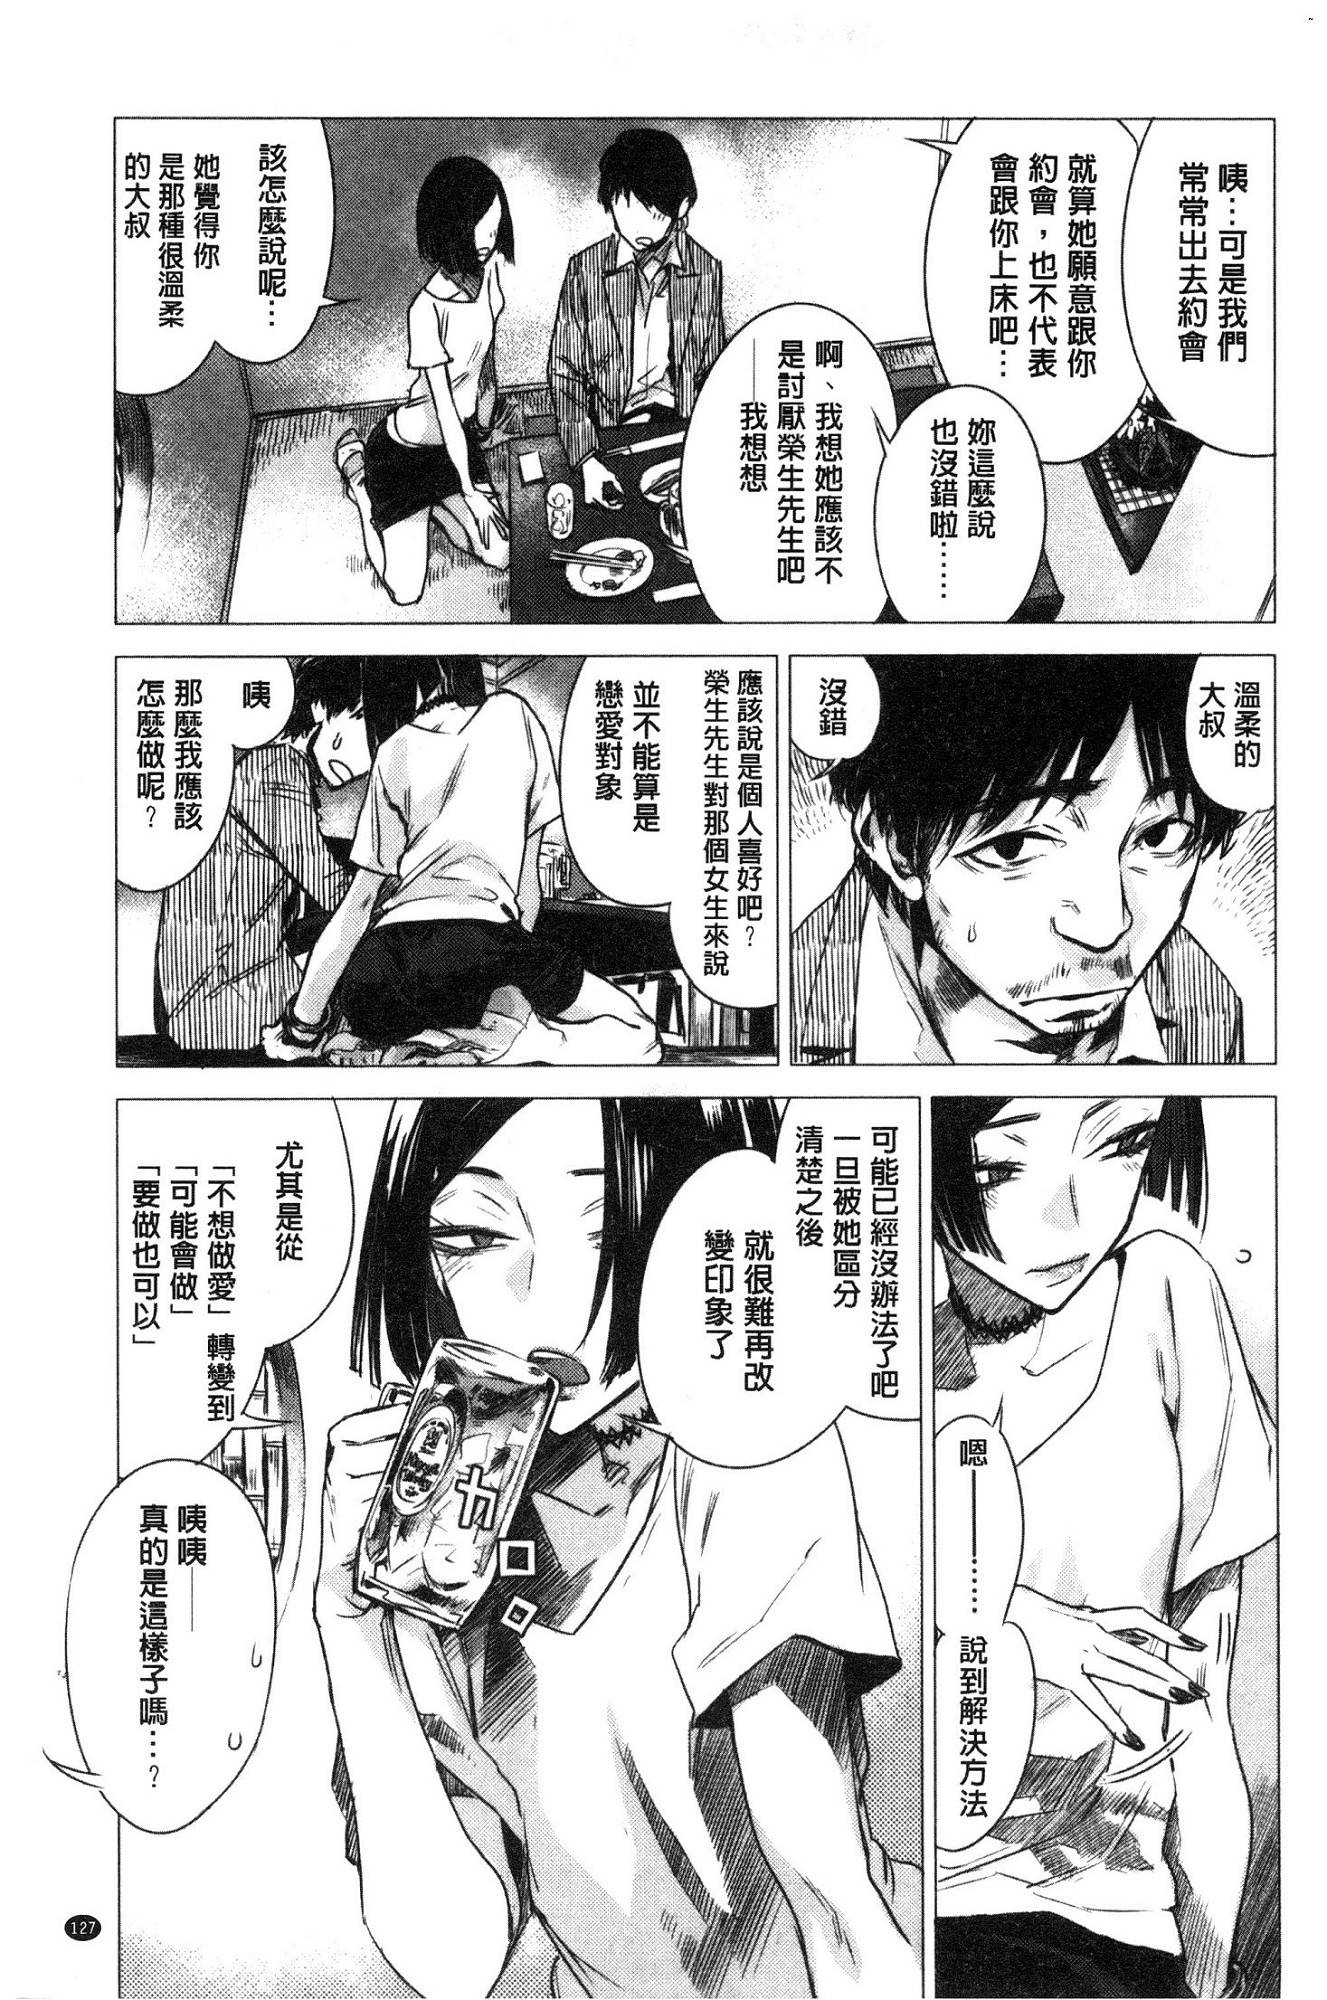 咦…可是我們
常常出去約會
就算她願意跟你
約會，也不代表
會跟你上床吧…
妳這麼說
也沒錯啦……
啊、我想她應該不
是討厭榮生先生吧
——我想想
該怎麼說呢…
她覺得你
是那種很溫柔
的大叔
溫柔的
大叔
沒錯
應該說是個人喜好吧？
榮生先生對那個女生來說
並不能算是
戀愛對象
咦
那麼我應該
怎麼做呢？
嗯——……
說到解決方法
可能已經沒辦法了吧
一旦被她區分
清楚之後
就很難再改
變印象了
カロ
尤其是從
「不想做愛」轉變到
「可能會做」
「要做也可以」
咦咦——
真的是這樣子嗎…？
127